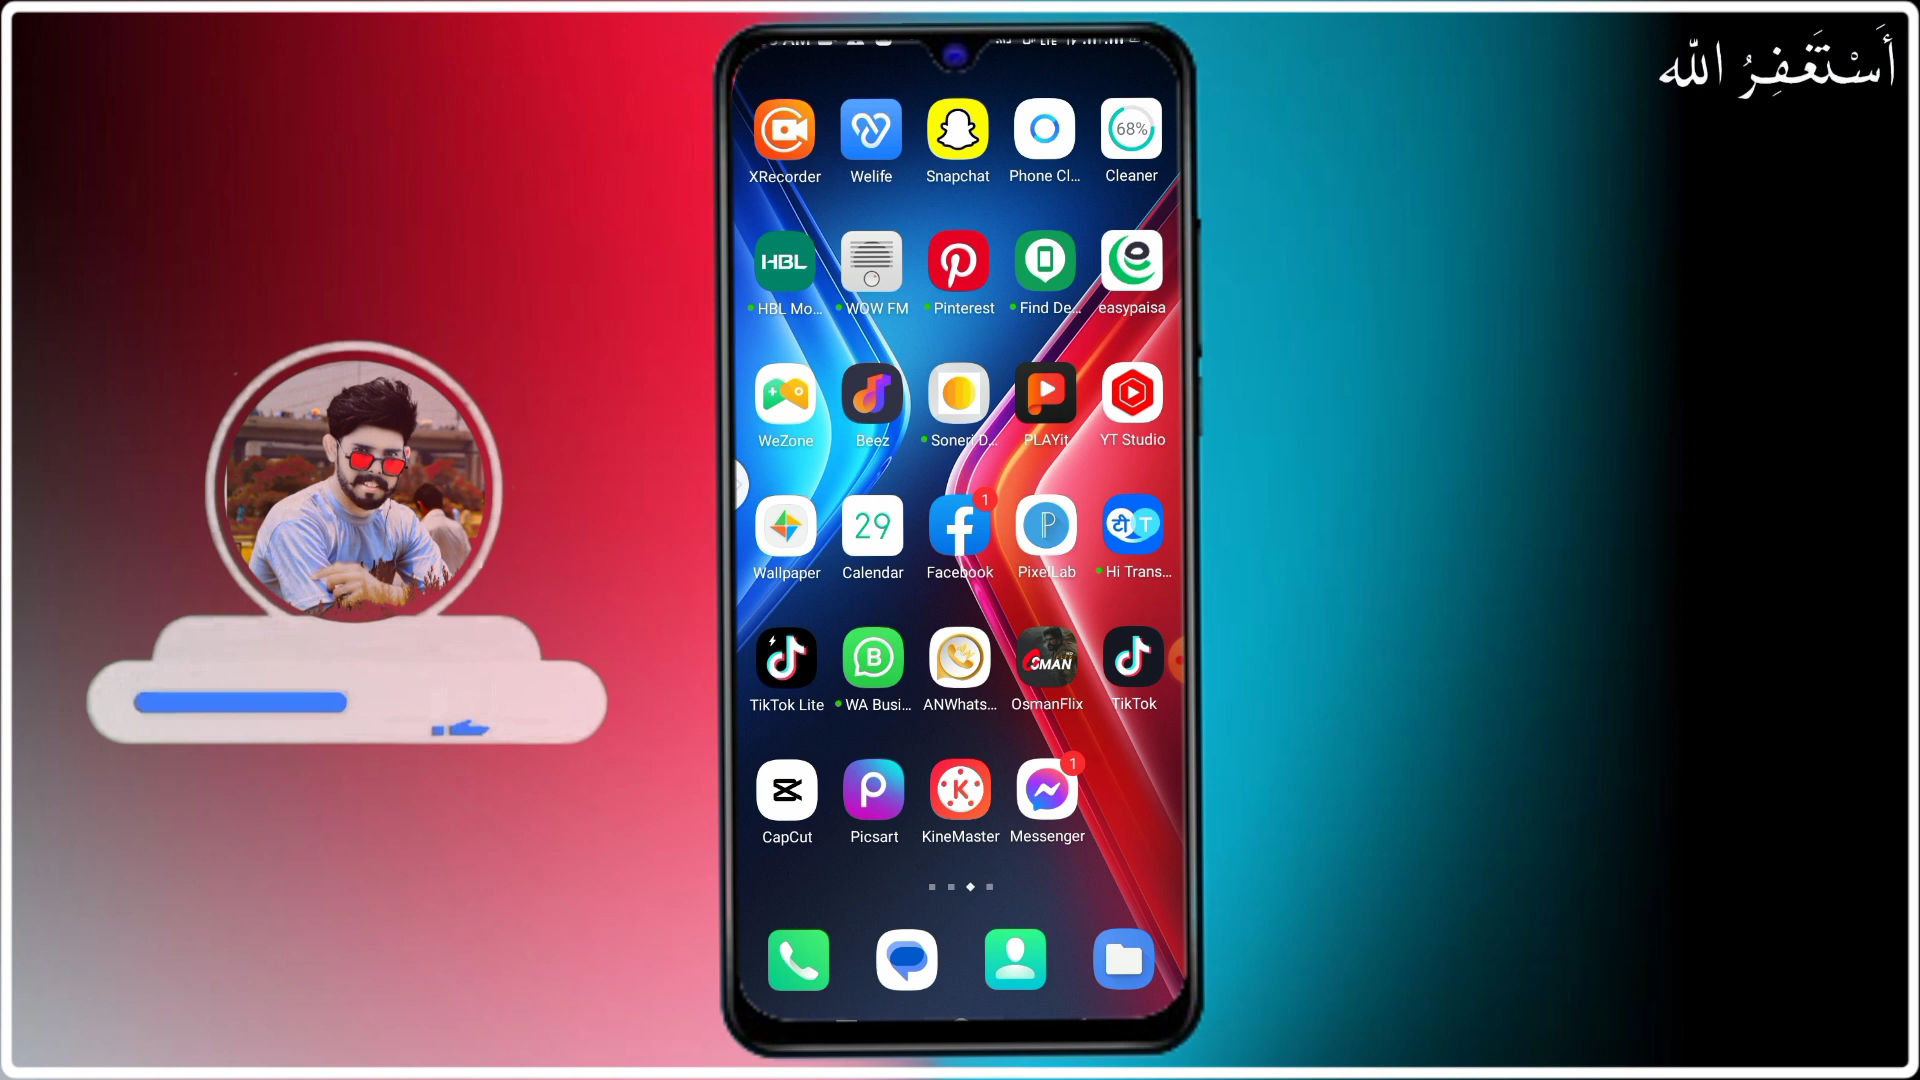 أَسْتَغْفِرُ اللّٰه
XRecorder
Welife
Snapchat
Phone Cl...
68%
Cleaner
HBL
HBL Mo...
WOW FM
Pinterest
Find De...
easypaisa
WeZone
Beez
Soneri D...
PLAYit
YT Studio
Wallpaper
29
Calendar
1
Facebook
PixelLab
टी T
Hi Trans...
TikTok Lite
B
WA Busi...
ANWhats...
OSMAN
OsmanFlix
TikTok
CapCut
Picsart
K
KineMaster
1
Messenger